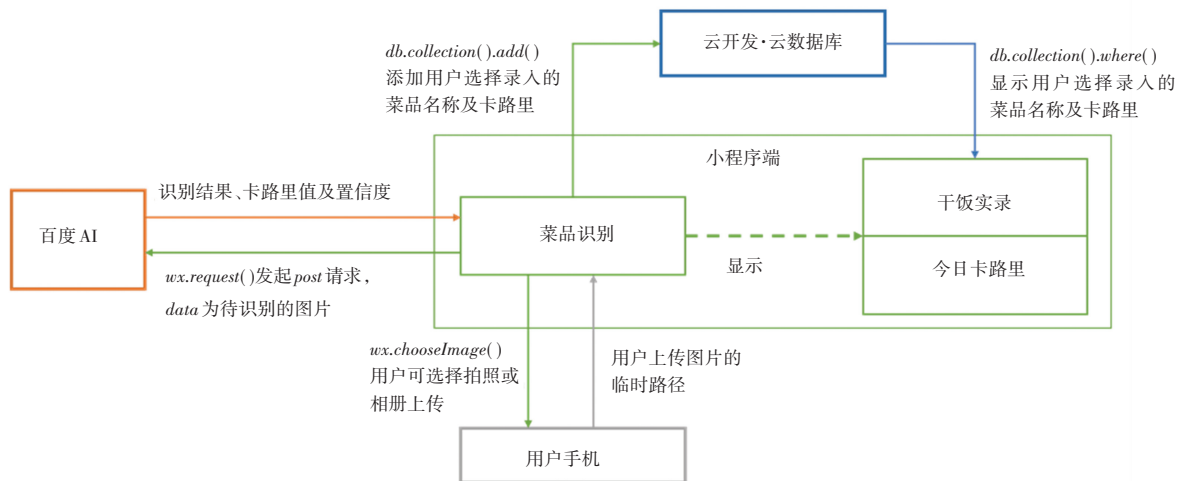 云开发·云数据库
db.collection().add()
添加用户选择录入的
菜品名称及卡路里
db.collection().where()
显示用户选择录入的
菜品名称及卡路里
小程序端
识别结果、卡路里值及置信度
百度AI
菜品识别
干饭实录
显示
今日卡路里
wx.request()发起post请求，
data为待识别的图片
wx.chooseImage()
用户可选择拍照或
相册上传
用户上传图片的
临时路径
用户手机